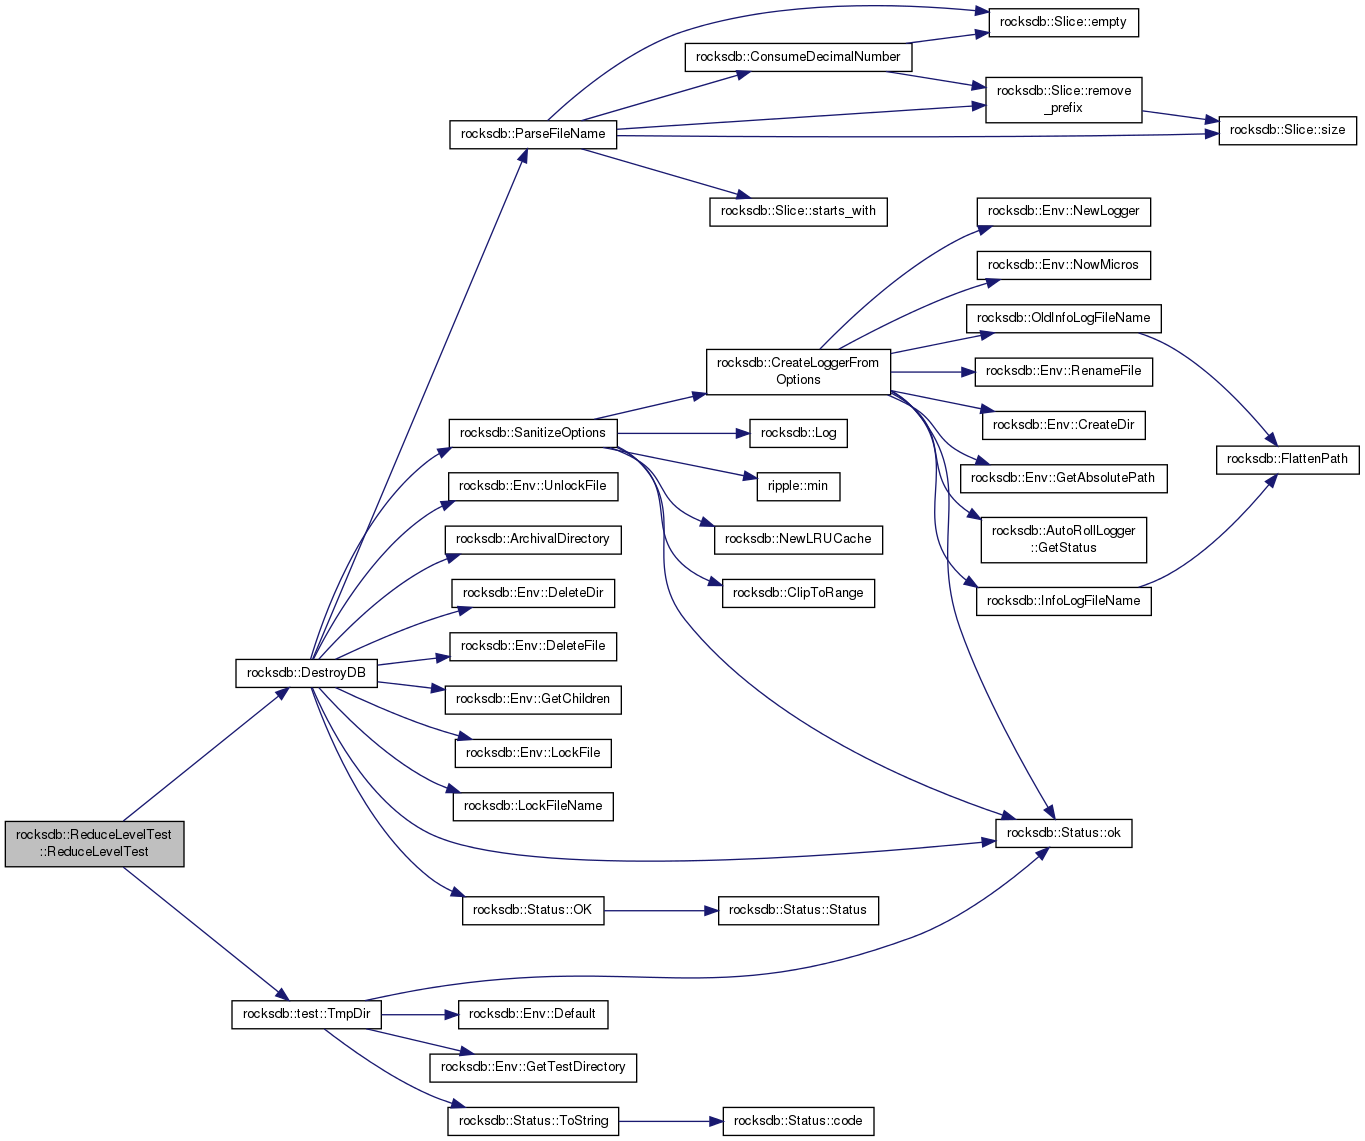 rocksdb::Slice::empty
rocksdb::ConsumeDecimalNumber
rocksdb::Slice::remove
_prefix
rocksdb::Slice::size
rocksdb::ParseFileName
rocksdb::Slice::starts_with
rocksdb::Env::NewLogger
rocksdb::Env::NowMicros
rocksdb::OldInfoLogFileName
rocksdb::CreateLoggerFrom
Options
rocksdb::Env::RenameFile
rocksdb::Env::CreateDir
rocksdb::SanitizeOptions
rocksdb::Log
rocksdb::FlattenPath
rocksdb::Env::UnlockFile
ripple::min
rocksdb::Env::GetAbsolutePath
rocksdb::ArchivalDirectory
rocksdb::NewLRUCache
rocksdb::AutoRollLogger
::GetStatus
rocksdb::Env::DeleteDir
rocksdb::ClipToRange
rocksdb::InfoLogFileName
rocksdb::Env::DeleteFile
rocksdb::DestroyDB
rocksdb::Env::GetChildren
rocksdb::Env::LockFile
rocksdb::LockFileName
rocksdb::ReduceLevelTest
::ReduceLevelTest
rocksdb::Status::ok
rocksdb::Status::OK
rocksdb::Status::Status
rocksdb::test::TmpDir
rocksdb::Env::Default
rocksdb::Env::GetTestDirectory
rocksdb::Status::ToString
rocksdb::Status::code